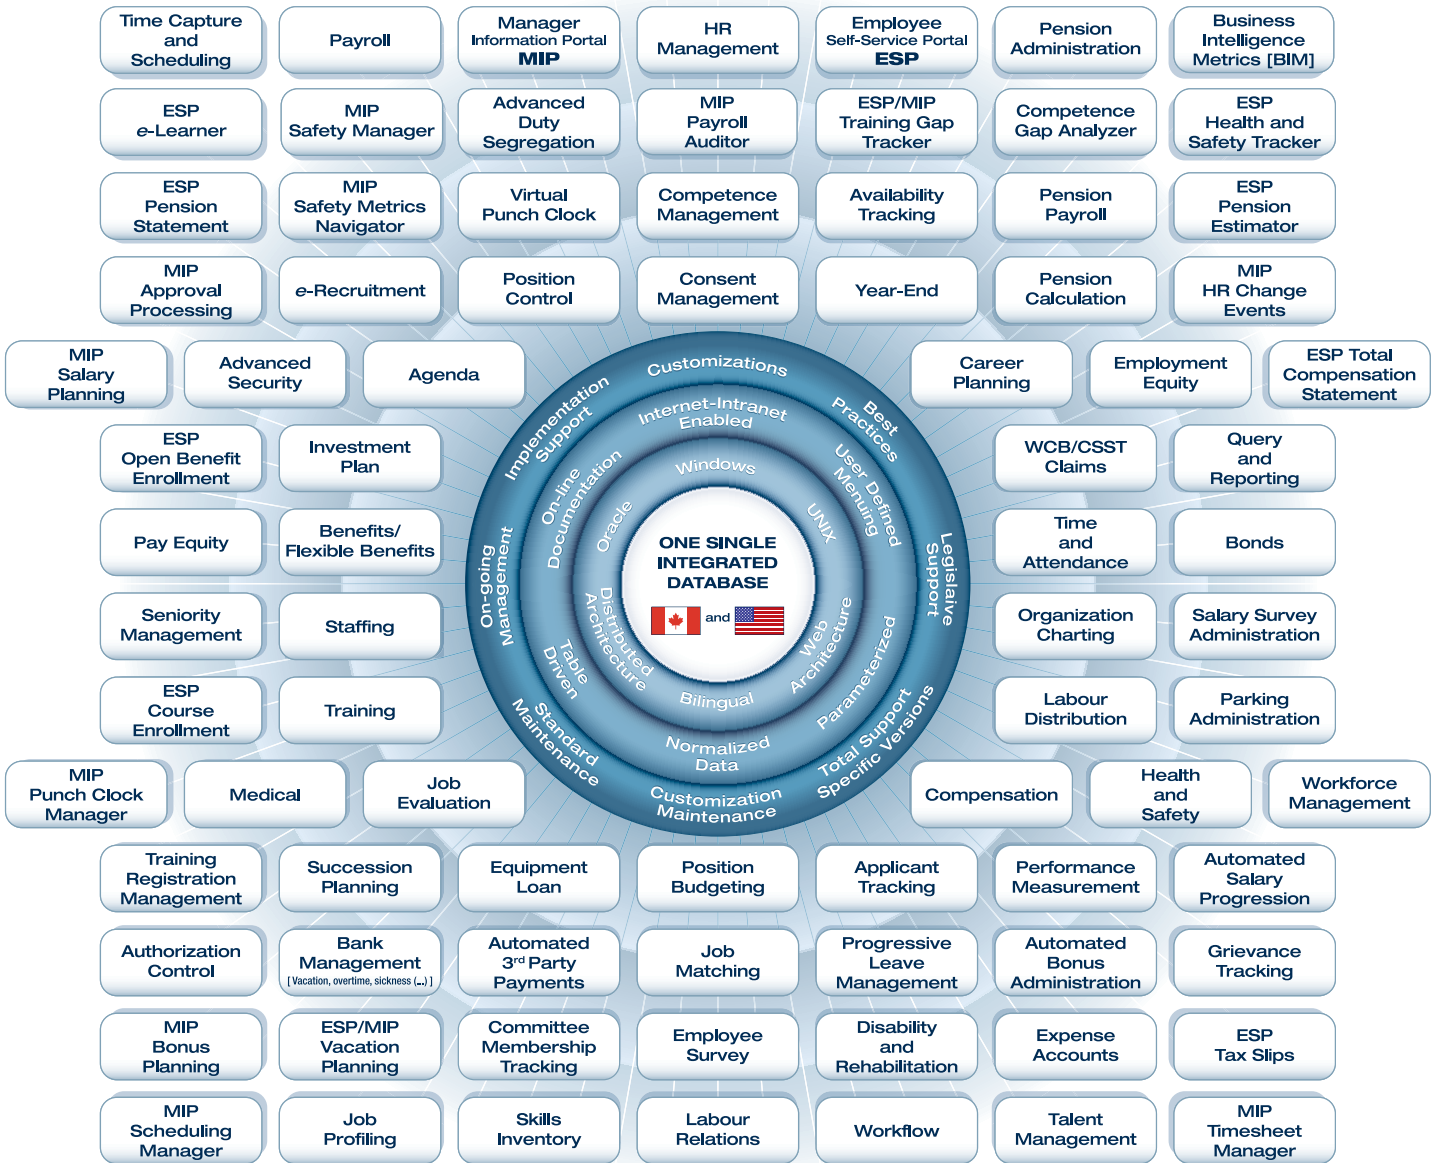 Time Capture
and
Scheduling
Payroll
Manager
Information Portal
MIP
HR
Management
Employee
Self-Service Portal
ESP
Pension
Administration
Business
Intelligence
Metrics [BIM]
ESP
e-Learner
MIP
Safety Manager
Advanced
Duty
Segregation
MIP
Payroll
Auditor
ESP/MIP
Training Gap
Tracker
Competence
Gap Analyzer
ESP
Health and
Safety Tracker
ESP
Pension
Statement
MIP
Safety Metrics
Navigator
Virtual
Punch Clock
Competence
Management
Availability
Tracking
Pension
Payroll
ESP
Pension
Estimator
MIP
Approval
Processing
e-Recruitment
Position
Control
Consent
Management
Year-End
Pension
Calculation
MIP
HR Change
Events
MIP
Salary
Planning
Advanced
Security
Agenda
Career
Planning
Employment
Equity
ESP Total
Compensation
Statement
ESP
Open Benefit
Enrollment
Investment
Plan
WCB/CSST
Claims
Query
and
Reporting
Pay Equity
Benefits/
Flexible Benefits
Time
and
Attendance
Bonds
Seniority
Management
Staffing
Organization
Charting
Salary Survey
Administration
ESP
Course
Enrollment
Training
Labour
Distribution
Parking
Administration
MIP
Punch Clock
Manager
Medical
Job
Evaluation
Compensation
Health
and
Safety
Workforce
Management
Customizations
Best
Practices
Legislaive
Support
Total Support
Specific Versions
Customization
Maintenance
Standard
Maintenance
On-going
Management
Implementation
Support
Internet-Intranet
Enabled
User Defined
Menuing
Parameterized
Normalized
Data
Table
Driven
On-line
Documentation
Windows
UNIX
Web
Architecture
Bilingual
Distributed
Architecture
Oracle
ONE SINGLE
INTEGRATED
DATABASE
and
Training
Registration
Management
Succession
Planning
Equipment
Loan
Position
Budgeting
Applicant
Tracking
Performance
Measurement
Automated
Salary
Progression
Authorization
Control
Bank
Management
[ Vacation, overtime, sickness (...) ]
Automated
3rd Party
Payments
Job
Matching
Progressive
Leave
Management
Automated
Bonus
Administration
Grievance
Tracking
MIP
Bonus
Planning
ESP/MIP
Vacation
Planning
Committee
Membership
Tracking
Employee
Survey
Disability
and
Rehabilitation
Expense
Accounts
ESP
Tax Slips
MIP
Scheduling
Manager
Job
Profiling
Skills
Inventory
Labour
Relations
Workflow
Talent
Management
MIP
Timesheet
Manager